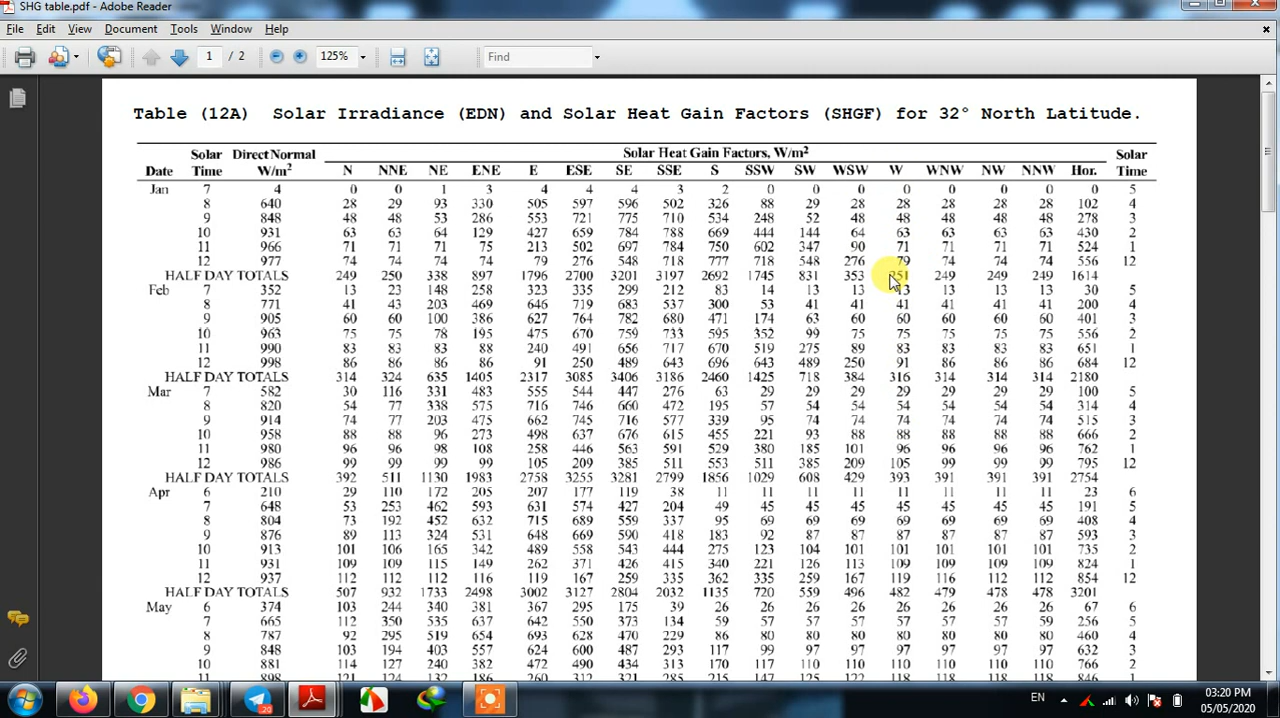 SHG table.pdf - Adobe Reader
File Edit View Document Tools Window Help
1 / 2 125% Find
Table (12A) Solar Irradiance (EDN) and Solar Heat Gain Factors (SHGF) for 32° North Latitude.
Solar Direct Normal Solar Heat Gain Factors, W/m² Solar
Date Time W/m² N NNE NE ENE E ESE SE SSE S SSW SW WSW W WNW NW NNW Hor. Time
Jan 7 4 0 0 1 3 4 4 4 3 2 0 0 0 0 0 0 0 0 5
8 640 28 29 93 330 505 597 596 502 326 88 29 28 28 28 28 28 102 4
9 848 48 48 53 286 553 721 775 710 534 248 52 48 48 48 48 48 278 3
10 931 63 63 64 129 427 659 784 788 669 444 144 64 63 63 63 63 430 2
11 966 71 71 71 75 213 502 697 784 750 602 347 90 71 71 71 71 524 1
12 977 74 74 74 74 79 276 548 718 777 718 548 276 79 74 74 74 556 12
HALF DAY TOTALS 249 250 338 897 1796 2700 3201 3197 2692 1745 831 353 251 249 249 249 1614
Feb 7 352 13 23 148 258 323 335 299 212 83 14 13 13 13 13 13 13 30 5
8 771 41 43 203 469 646 719 683 537 300 53 41 41 41 41 41 41 200 4
9 905 60 60 100 386 627 764 782 680 471 174 63 60 60 60 60 60 401 3
10 963 75 75 78 195 475 670 759 733 595 352 99 75 75 75 75 75 556 2
11 990 83 83 83 88 240 491 656 717 670 519 275 89 83 83 83 83 651 1
12 998 86 86 86 86 91 250 489 643 696 643 489 250 91 86 86 86 684 12
HALF DAY TOTALS 314 324 635 1405 2317 3085 3406 3186 2460 1425 718 384 316 314 314 314 2180
Mar 7 582 30 116 331 483 555 544 447 276 63 29 29 29 29 29 29 29 100 5
8 820 54 77 338 575 716 746 660 472 195 57 54 54 54 54 54 54 314 4
9 914 74 77 203 475 662 745 716 577 339 95 74 74 74 74 74 74 515 3
10 958 88 88 96 273 498 637 676 615 455 221 93 88 88 88 88 88 666 2
11 980 96 96 98 108 258 446 563 591 529 380 185 101 96 96 96 96 762 1
12 986 99 99 99 99 105 209 385 511 553 511 385 209 105 99 99 99 795 12
HALF DAY TOTALS 392 511 1130 1983 2758 3255 3281 2799 1856 1029 608 429 393 391 391 391 2754
Apr 6 210 29 110 172 205 207 177 119 38 11 11 11 11 11 11 11 11 23 6
7 648 53 253 462 593 631 574 427 204 49 45 45 45 45 45 45 45 191 5
8 804 73 192 452 632 715 689 559 337 95 69 69 69 69 69 69 69 408 4
9 876 89 113 324 531 648 669 590 418 183 92 87 87 87 87 87 87 593 3
10 913 101 106 165 342 489 558 543 444 275 123 104 101 101 101 101 101 735 2
11 931 109 109 115 149 262 371 426 415 340 221 126 113 109 109 109 109 824 1
12 937 112 112 112 116 119 167 259 335 362 335 259 167 119 116 112 112 854 12
HALF DAY TOTALS 507 932 1733 2498 3002 3127 2804 2032 1135 720 559 496 482 479 478 478 3201
May 6 374 103 244 340 381 367 295 175 39 26 26 26 26 26 26 26 26 67 6
7 665 112 350 535 637 642 550 373 134 59 57 57 57 57 57 57 57 256 5
8 787 92 295 519 654 693 628 470 229 86 80 80 80 80 80 80 80 460 4
9 848 103 194 403 557 624 600 487 293 117 99 97 97 97 97 97 97 632 3
10 881 114 127 240 382 472 490 434 313 170 117 110 110 110 110 110 110 766 2
11 898 121 124 132 186 260 312 321 285 215 147 125 122 118 118 118 118 846 1
20
EN 03:20 PM
05/05/2020